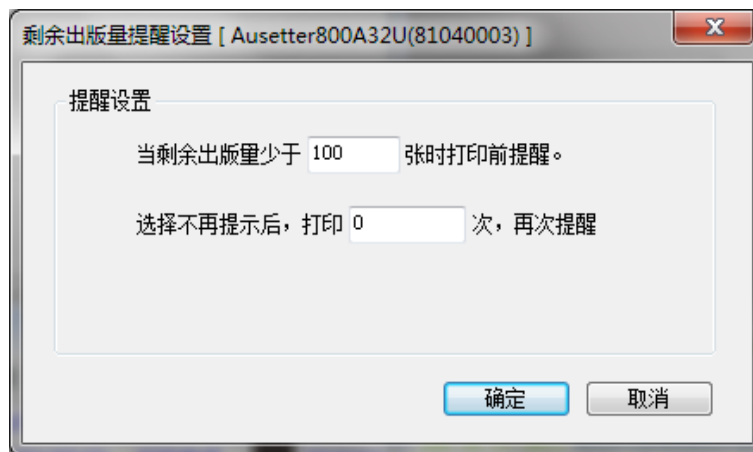 剩余出版量提醒设置 [ Ausetter800A32U(81040003) ]
提醒设置
当剩余出版量少于 100 张时打印前提醒。
选择不再提示后，打印 0 次，再次提醒
确定 取消